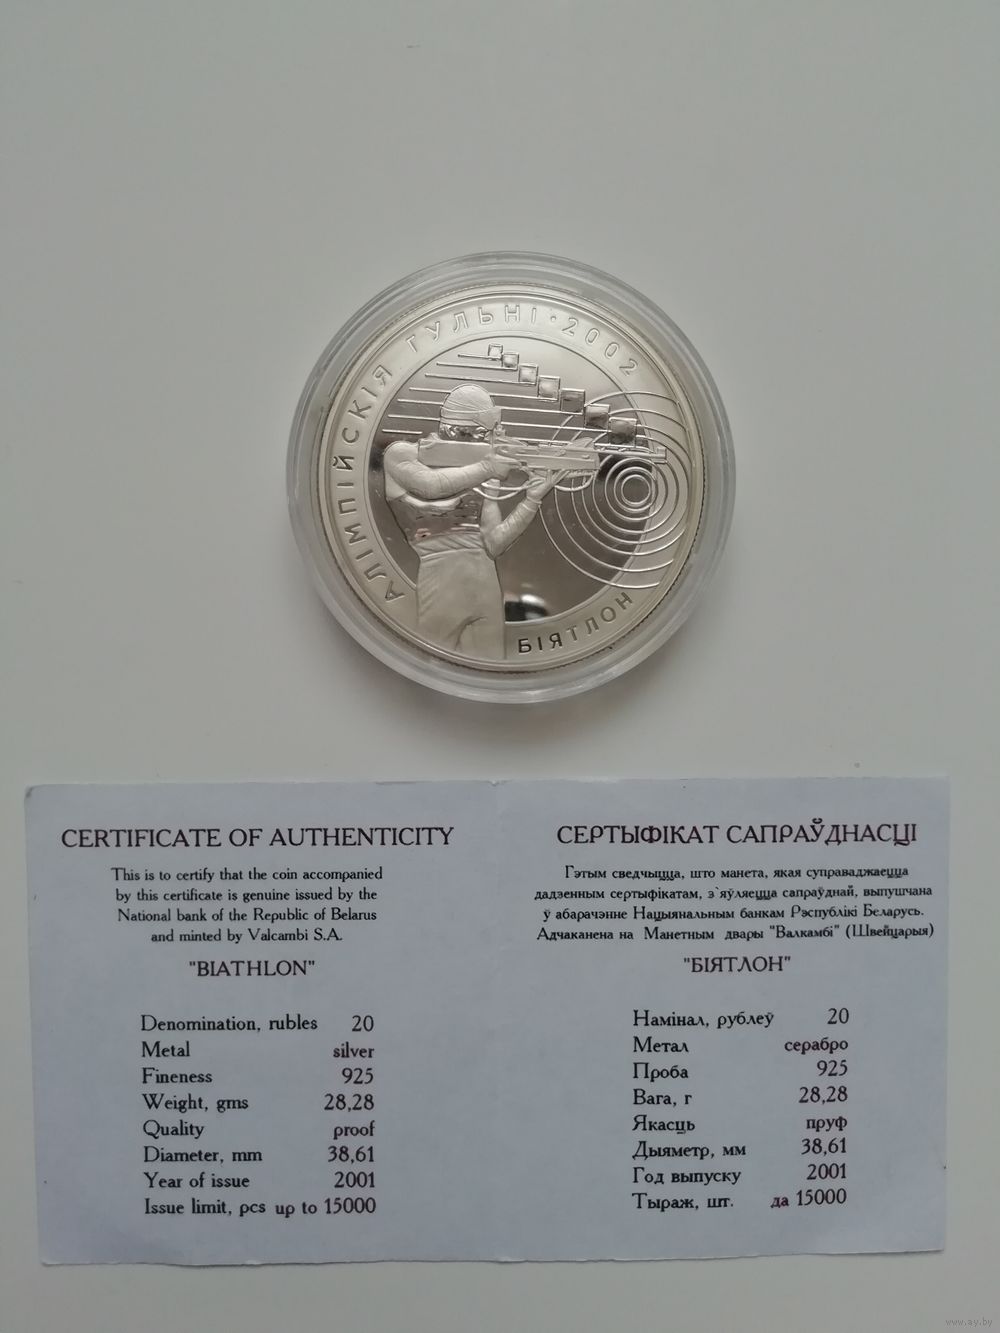 АЛІМПІЙСКІЯ ГУЛЬНІ · 2002
БІЯТЛОН
CERTIFICATE OF AUTHENTICITY
This is to certify that the coin accompanied
by this certificate is genuine issued by the
National bank of the Republic of Belarus
and minted by Valcambi S.A.
"BIATHLON"
Denomination, rubles 20
Metal silver
Fineness 925
Weight, gms 28,28
Quality proof
Diameter, mm 38,61
Year of issue 2001
Issue limit, pcs up to 15000
СЕРТЫФІКАТ САПРАЎДНАСЦІ
Гэтым сведчыцца, што манета, якая суправаджаецца
дадзенным сертыфікатам, з`яўляецца сапраўднай, выпушчана
ў абарачэнне Нацыянальным банкам Рэспублікі Беларусь.
Адчаканена на Манетным двары "Валкамбі" (Швейцарыя)
"БІЯТЛОН"
Намінал, рублеў 20
Метал серабро
Проба 925
Вага, г 28,28
Якасць пруф
Дыяметр, мм 38,61
Год выпуску 2001
Тыраж, шт. да 15000
www.ay.by